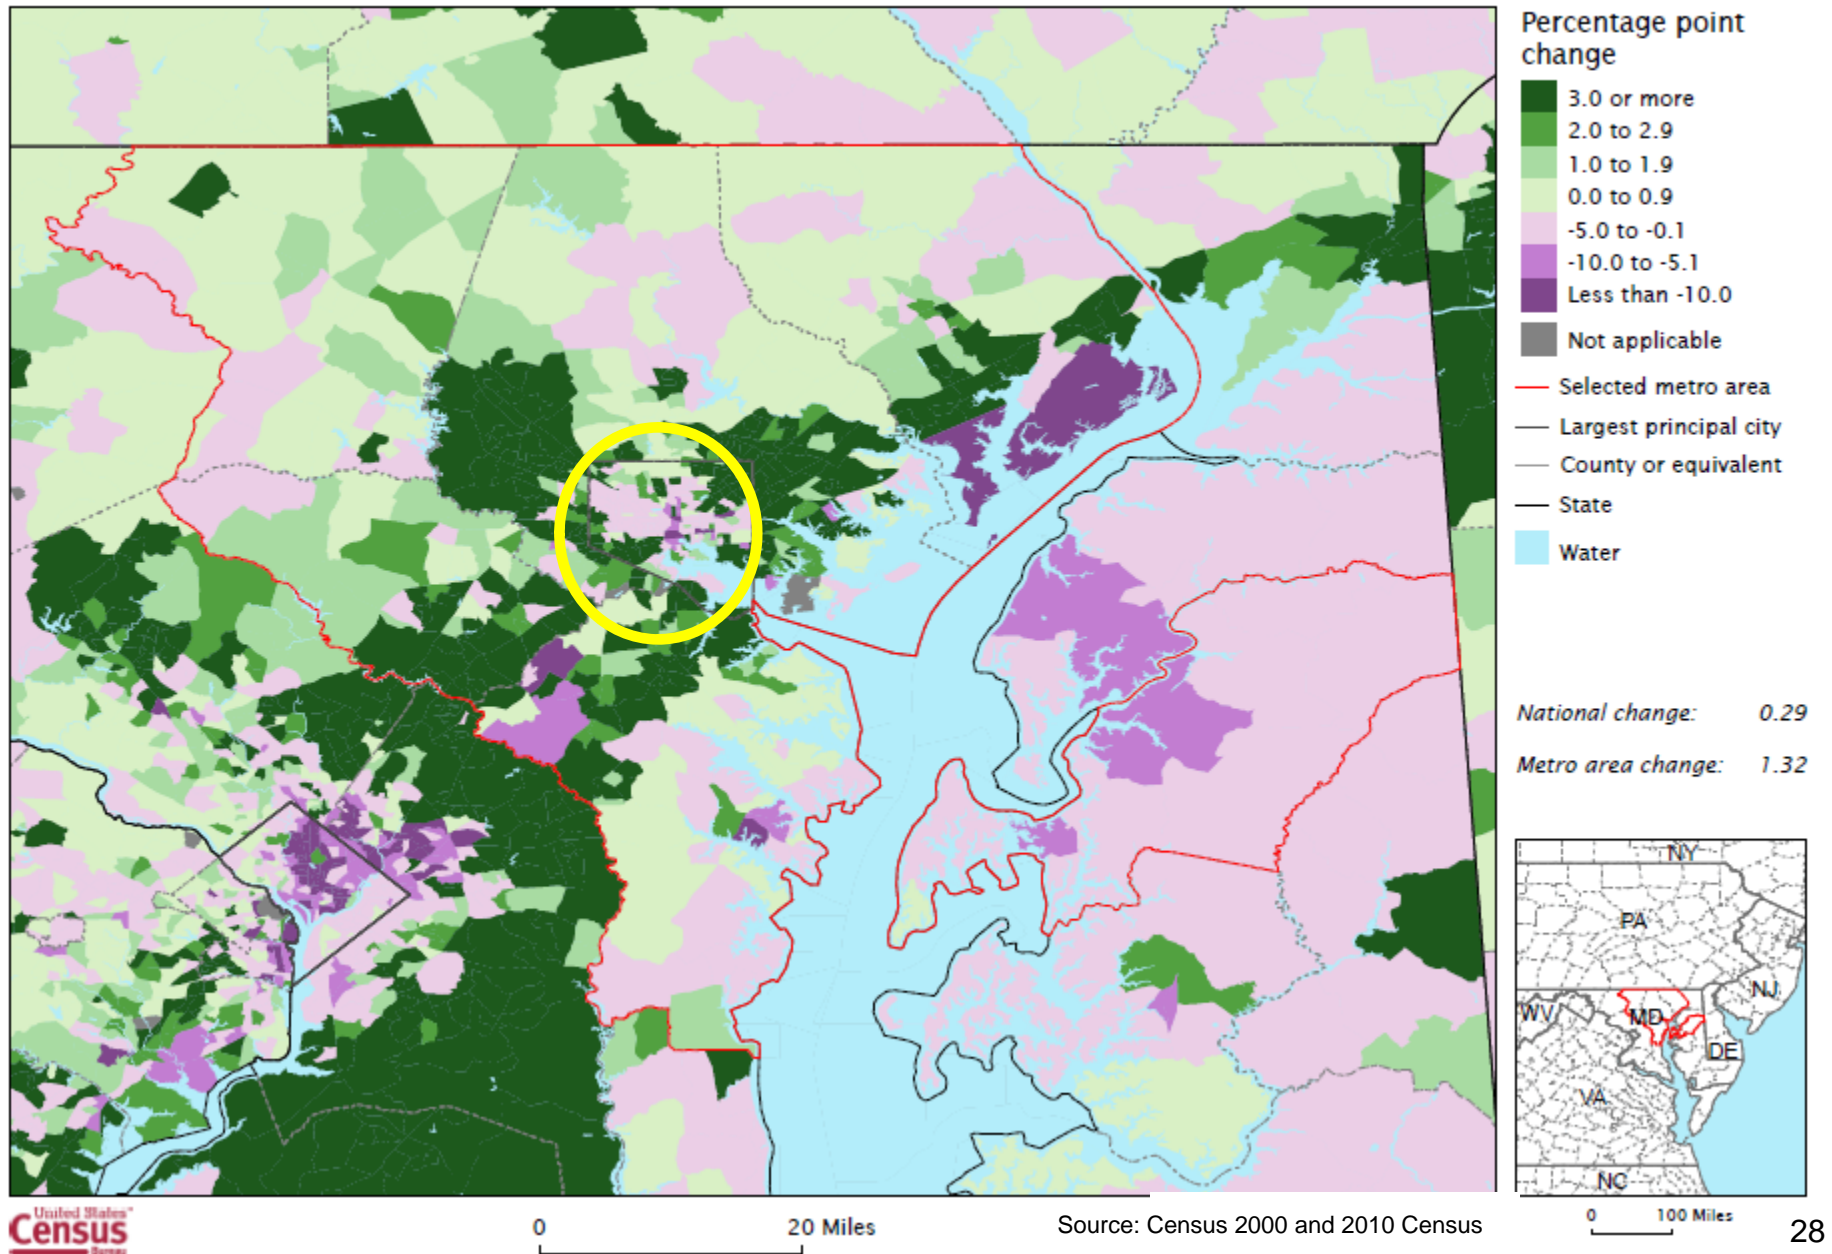 Percentage point
change
3.0 or more
2.0 to 2.9
1.0 to 1.9
0.0 to 0.9
-5.0 to -0.1
-10.0 to -5.1
Less than -10.0
Not applicable
Selected metro area
Largest principal city
County or equivalent
State
Water
National change: 0.29
Metro area change: 1.32
NY
PA
NJ
WV
MD
DE
VA
NC
United States™
Census
Bureau
0 20 Miles
Source: Census 2000 and 2010 Census
0 100 Miles
28